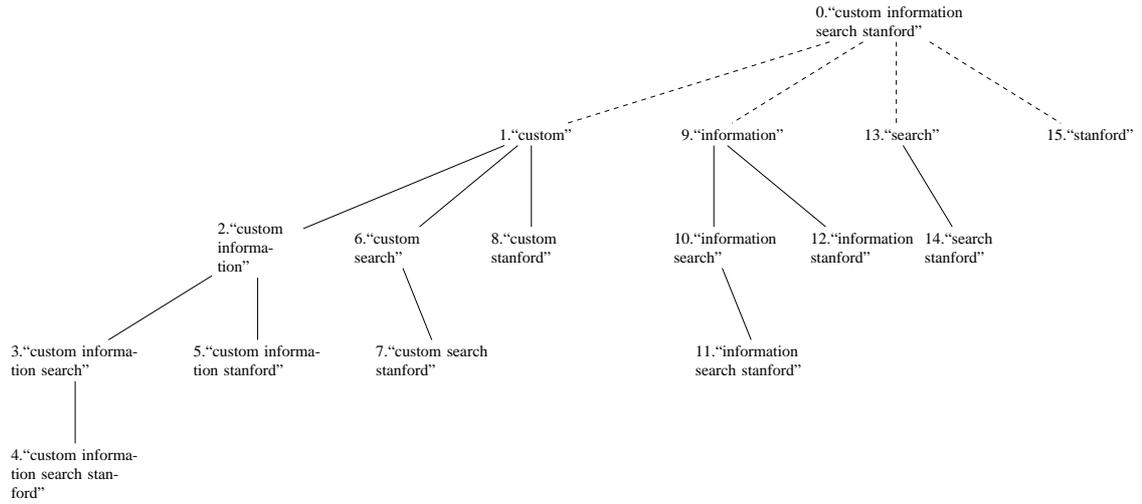 0.“custom information
search stanford”
1.“custom”
9.“information”
13.“search”
15.“stanford”
2.“custom
informa-
tion”
6.“custom
search”
8.“custom
stanford”
10.“information
search”
12.“information
stanford”
14.“search
stanford”
3.“custom informa-
tion search”
5.“custom informa-
tion stanford”
7.“custom search
stanford”
11.“information
search stanford”
4.“custom informa-
tion search stan-
ford”